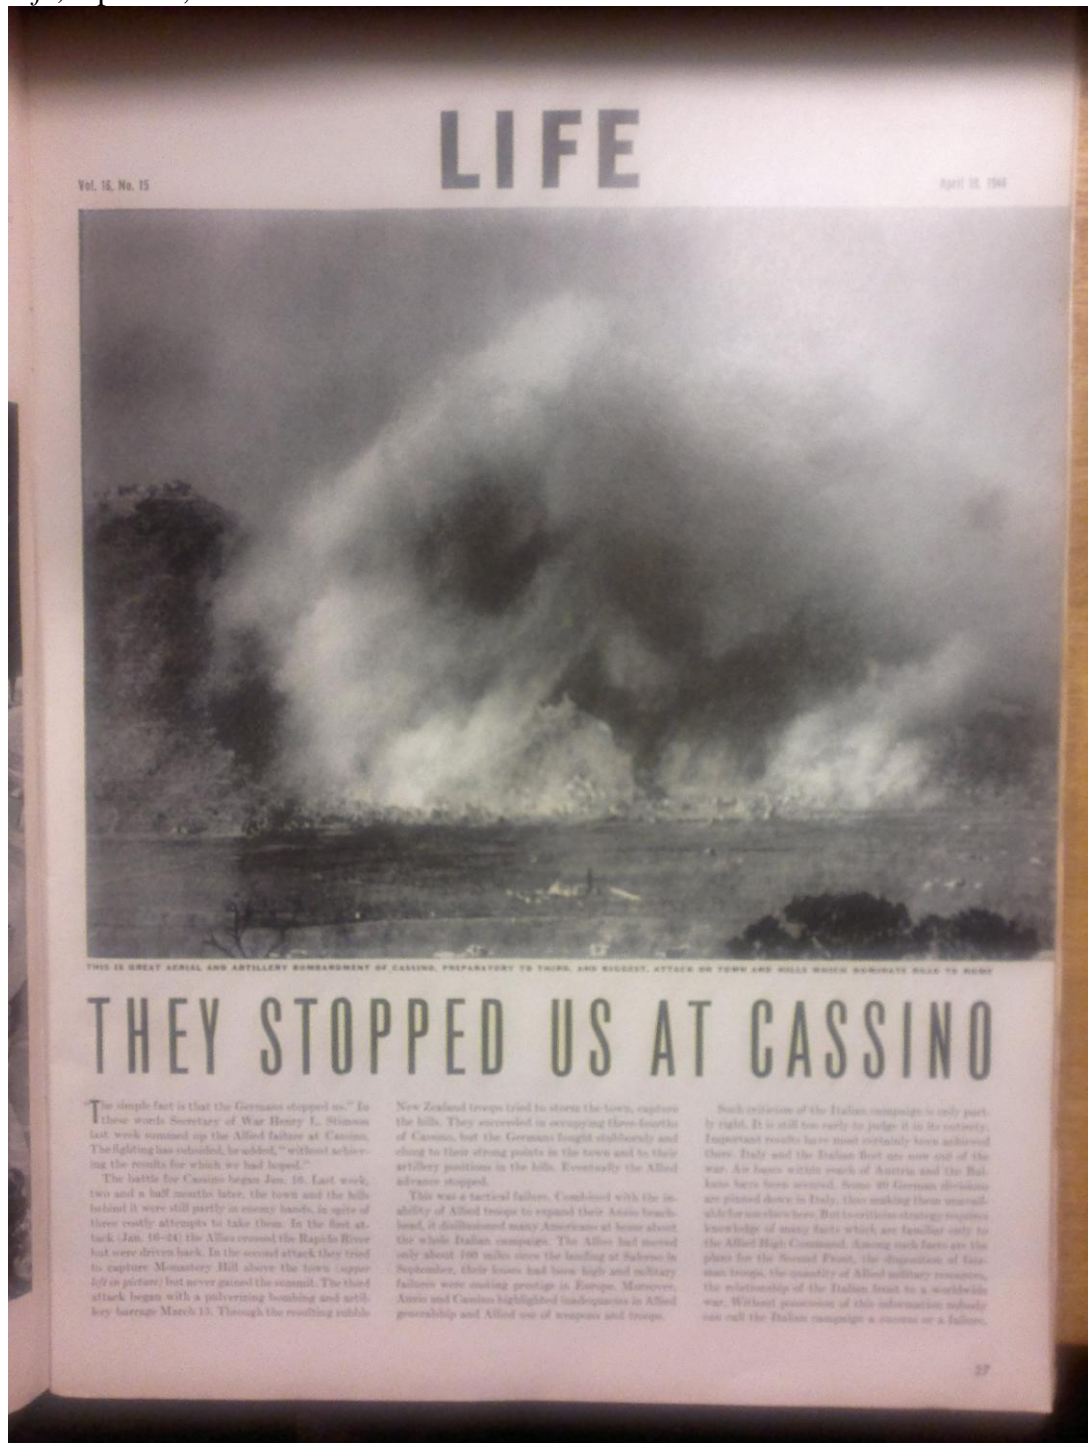 LIFE
Vol. 16, No. 15
April 10, 1944
THIS IS GREAT AERIAL AND ARTILLERY BOMBARDMENT OF CASSINO, PREPARATORY TO THIRD, AND BIGGEST, ATTACK ON TOWN AND HILLS WHICH DOMINATE ROAD TO ROME
THEY STOPPED US AT CASSINO
"The simple fact is that the Germans stopped us." In
these words Secretary of War Henry L. Stimson
last week summed up the Allied failure at Cassino.
The fighting has subsided, he added, "without achiev-
ing the results for which we had hoped."
The battle for Cassino began Jan. 16. Last week,
two and a half months later, the town and the hills
behind it were still partly in enemy hands, in spite of
three costly attempts to take them. In the first at-
tack (Jan. 16-24) the Allies crossed the Rapido River
but were driven back. In the second attack they tried
to capture Monastery Hill above the town (upper
left in picture) but never gained the summit. The third
attack began with a pulverizing bombing and artil-
lery barrage March 15. Through the resulting rubble
New Zealand troops tried to storm the town, capture
the hills. They succeeded in occupying three-fourths
of Cassino, but the Germans fought stubbornly and
clung to their strong points in the town and to their
artillery positions in the hills. Eventually the Allied
advance stopped.
This was a tactical failure. Combined with the in-
ability of Allied troops to expand their Anzio beach-
head, it disillusioned many Americans at home about
the whole Italian campaign. The Allies had moved
only about 100 miles since the landing at Salerno in
September, their losses had been high and military
failures were costing prestige in Europe. Moreover,
Anzio and Cassino highlighted inadequacies in Allied
generalship and Allied use of weapons and troops.
Such criticism of the Italian campaign is only part-
ly right. It is still too early to judge it in its entirety.
Important results have most certainly been achieved
there. Italy and the Italian fleet are now out of the
war. Air bases within reach of Austria and the Bal-
kans have been secured. Some 20 German divisions
are pinned down in Italy, thus making them unavail-
able for use elsewhere. But to criticize strategy requires
knowledge of many facts which are familiar only to
the Allied High Command. Among such facts are the
plans for the Second Front, the disposition of Ger-
man troops, the quantity of Allied military resources,
the relationship of the Italian front to a worldwide
war. Without possession of this information nobody
can call the Italian campaign a success or a failure.
27